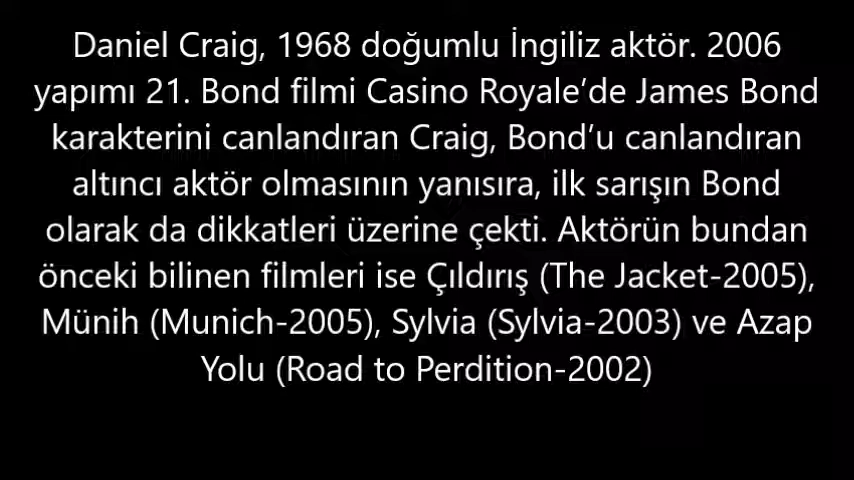 Daniel Craig, 1968 doğumlu İngiliz aktör. 2006
yapımı 21. Bond filmi Casino Royale’de James Bond
karakterini canlandıran Craig, Bond’u canlandıran
altıncı aktör olmasının yanısıra, ilk sarışın Bond
olarak da dikkatleri üzerine çekti. Aktörün bundan
önceki bilinen filmleri ise Çıldırış (The Jacket-2005),
Münih (Munich-2005), Sylvia (Sylvia-2003) ve Azap
Yolu (Road to Perdition-2002)